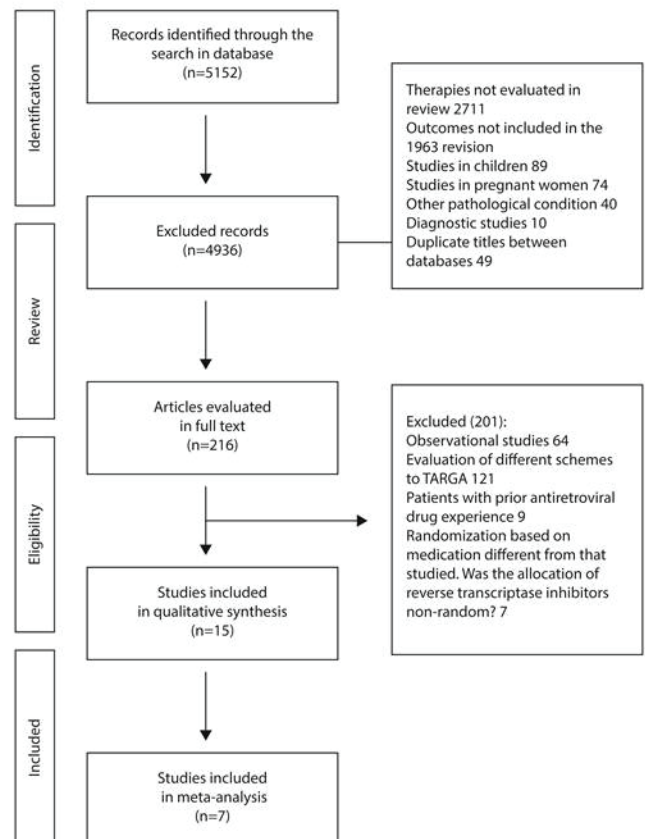 Identification
Records identified through the
search in database
(n=5152)
Therapies not evaluated in
review 2711
Outcomes not included in the
1963 revision
Studies in children 89
Studies in pregnant women 74
Other pathological condition 40
Diagnostic studies 10
Duplicate titles between
databases 49
Excluded records
(n=4936)
Review
Articles evaluated
in full text
(n=216)
Excluded (201):
Observational studies 64
Evaluation of different schemes
to TARGA 121
Patients with prior antiretroviral
drug experience 9
Randomization based on
medication different from that
studied. Was the allocation of
reverse transcriptase inhibitors
non-random? 7
Eligibility
Studies included
in qualitative synthesis
(n=15)
Included
Studies included
in meta-analysis
(n=7)